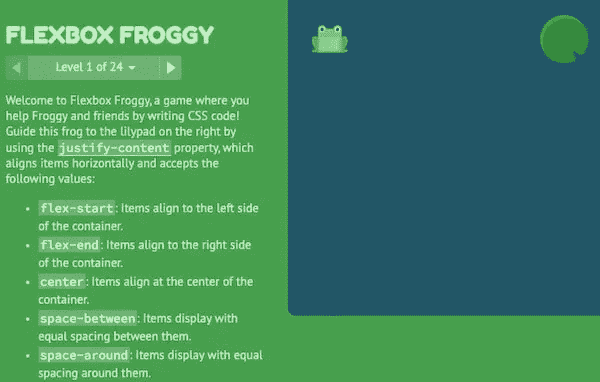 FLEXBOX FROGGY
Level 1 of 24
Welcome to Flexbox Froggy, a game where you
help Froggy and friends by writing CSS code!
Guide this frog to the lilypad on the right by
using the justify-content property, which
aligns items horizontally and accepts the
following values:
• flex-start: Items align to the left side
of the container.
• flex-end: Items align to the right side
of the container.
• center: Items align at the center of the
container.
• space-between: Items display with
equal spacing between them.
• space-around: Items display with equal
spacing around them.